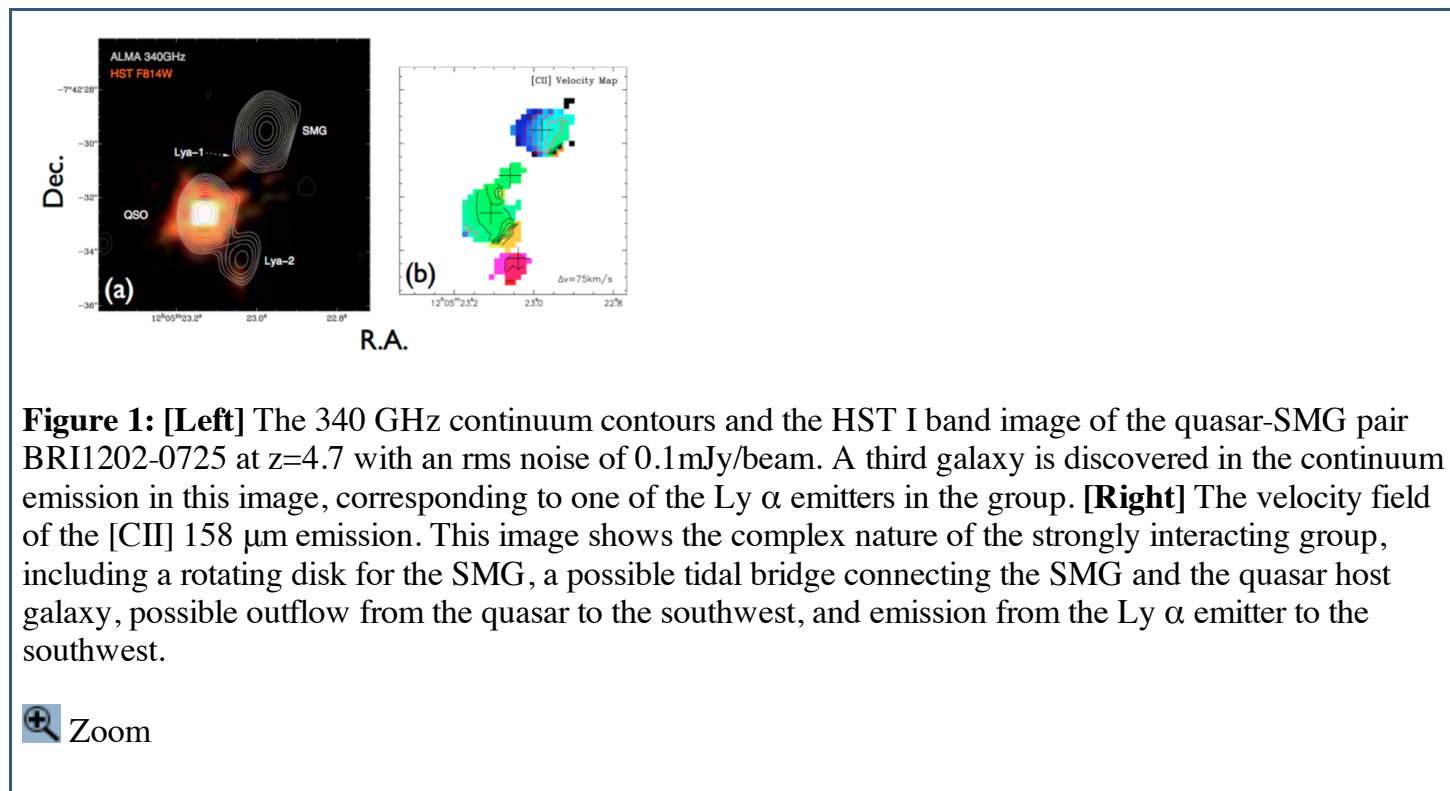 ALMA 340GHz
HST F814W
−7°42'28"
−30"
−32"
−34"
−36"
Dec.
SMG
Lya−1
QSO
Lya−2
(a)
12ʰ05ᵐ23.2ˢ
23.0ˢ
22.8ˢ
[CII] Velocity Map
(b)
Δv=75km/s
12ʰ05ᵐ23.ˢ2
23.ˢ0
22.ˢ8
R.A.
Figure 1: [Left] The 340 GHz continuum contours and the HST I band image of the quasar-SMG pair
BRI1202-0725 at z=4.7 with an rms noise of 0.1mJy/beam. A third galaxy is discovered in the continuum
emission in this image, corresponding to one of the Ly α emitters in the group. [Right] The velocity field
of the [CII] 158 μm emission. This image shows the complex nature of the strongly interacting group,
including a rotating disk for the SMG, a possible tidal bridge connecting the SMG and the quasar host
galaxy, possible outflow from the quasar to the southwest, and emission from the Ly α emitter to the
southwest.
Zoom